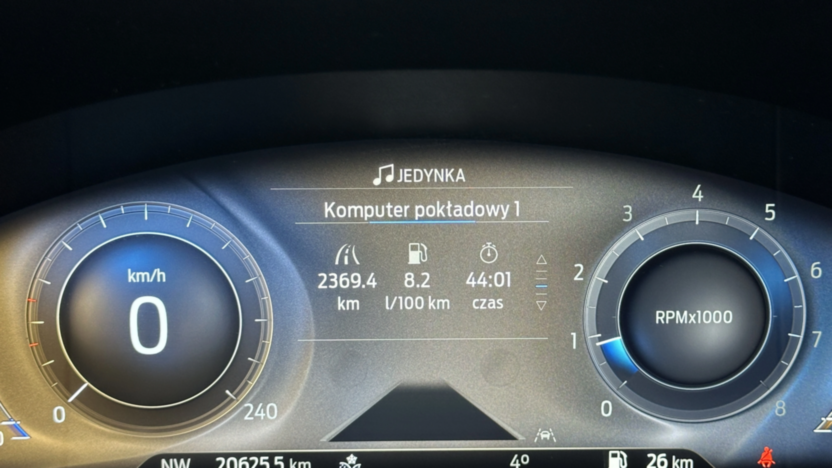 JEDYNKA
Komputer pokładowy 1
2369.4 8.2 44:01
km l/100 km czas
km/h
0
0 240
RPMx1000
0 1 2 3 4 5 6 7 8
NW 20625.5 km 4° 26 km